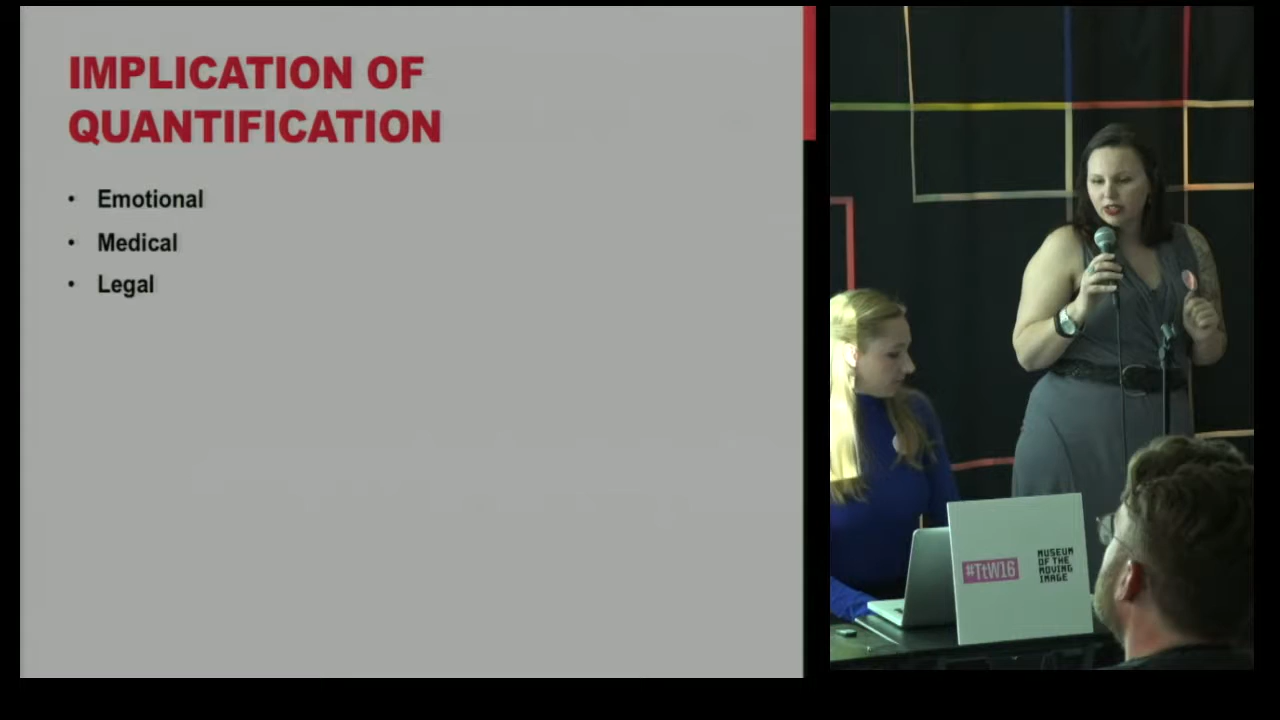 IMPLICATION OF
QUANTIFICATION
• Emotional
• Medical
• Legal
#TtW16
MUSEUM
OF THE
MOVING
IMAGE